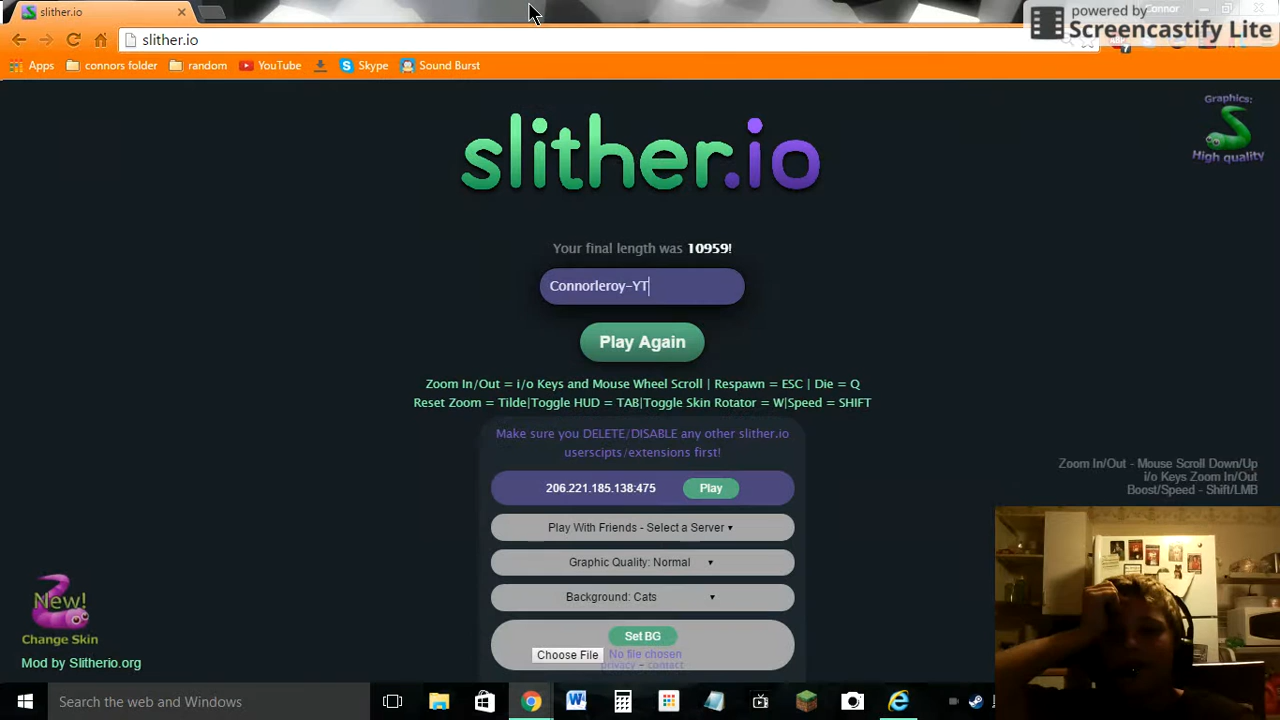 slither.io
Connor
powered by
Screencastify Lite
slither.io
Apps connors folder random YouTube Skype Sound Burst
slither.io
Graphics:
High quality
Your final length was 10959!
Connorleroy-YT
Play Again
Zoom In/Out = i/o Keys and Mouse Wheel Scroll | Respawn = ESC | Die = Q
Reset Zoom = Tilde|Toggle HUD = TAB|Toggle Skin Rotator = W|Speed = SHIFT
Make sure you DELETE/DISABLE any other slither.io
userscipts/extensions first!
206.221.185.138:475 Play
Zoom In/Out - Mouse Scroll Down/Up
i/o Keys Zoom In/Out
Boost/Speed - Shift/LMB
Play With Friends - Select a Server
Graphic Quality: Normal
Background: Cats
Set BG
Choose File No file chosen
privacy - contact
New!
Change Skin
Mod by Slitherio.org
Search the web and Windows